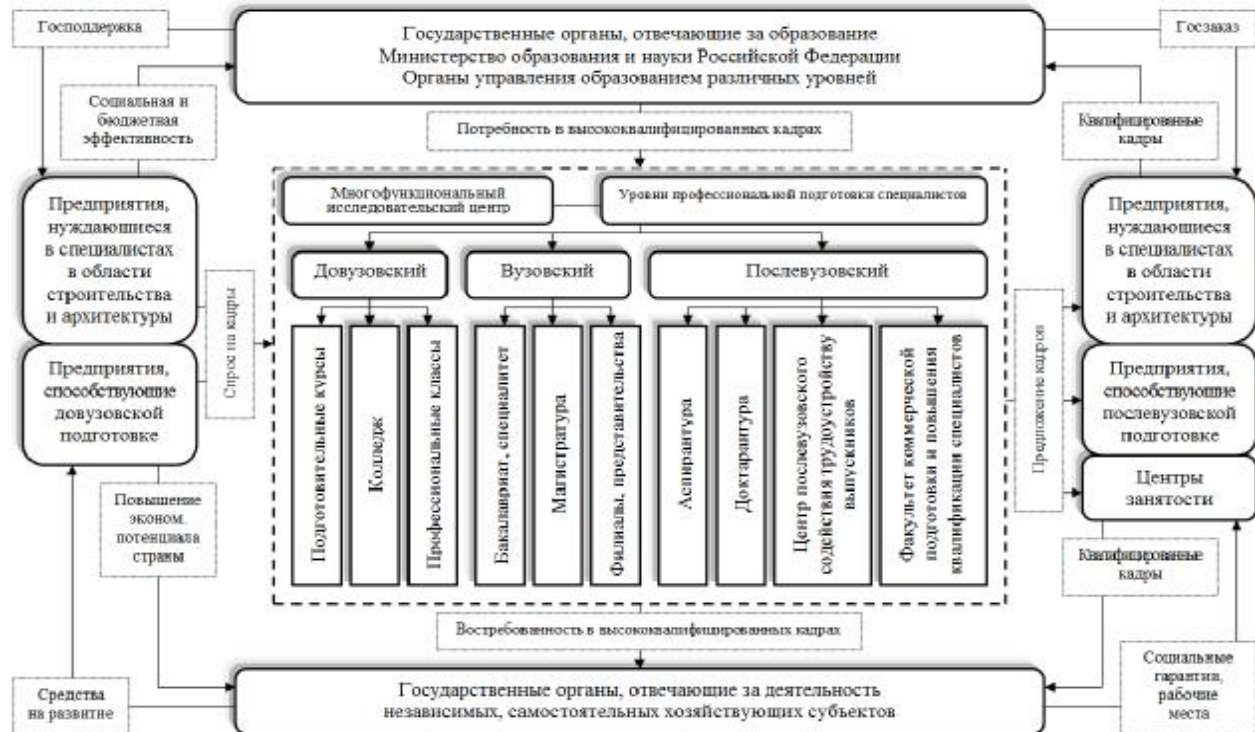 Господдержка
Государственные органы, отвечающие за образование
Министерство образования и науки Российской Федерации
Органы управления образованием различных уровней
Госзаказ
Социальная и
бюджетная
эффективность
Потребность в высококвалифицированных кадрах
Квалифицированные
кадры
Предприятия,
нуждающиеся
в специалистах
в области
строительства
и архитектуры
Предприятия,
способствующие
довузовской
подготовке
Спрос на кадры
Многофункциональный
исследовательский центр
Уровни профессиональной подготовки специалистов
Довузовский
Вузовский
Послевузовский
Подготовительные курсы
Колледж
Профессиональные классы
Бакалавриат, специалитет
Магистратура
Филиалы, представительства
Аспирантура
Доктарантура
Центр послевузовского
содействия трудоустройству
выпускников
Факультет коммерческой
подготовки и повышения
квалификации специалистов
Предложение кадров
Предприятия,
нуждающиеся
в специалистах
в области
строительства
и архитектуры
Предприятия,
способствующие
послевузовской
подготовке
Центры
занятости
Повышение
эконом.
потенциала
страны
Квалифицированные
кадры
Востребованность в высококвалифицированных кадрах
Средства
на развитие
Государственные органы, отвечающие за деятельность
независимых, самостоятельных хозяйствующих субъектов
Социальные
гарантии,
рабочие
места